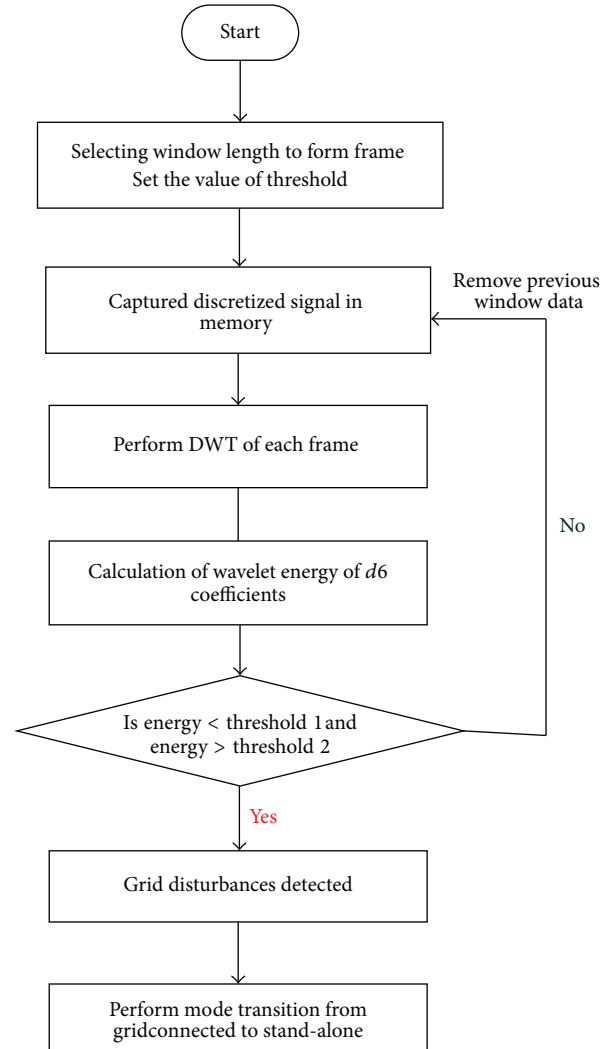 Start
Selecting window length to form frame
Set the value of threshold
Captured discretized signal in
memory
Remove previous
window data
Perform DWT of each frame
Calculation of wavelet energy of d6
coefficients
No
Is energy < threshold 1 and
energy > threshold 2
Yes
Grid disturbances detected
Perform mode transition from
gridconnected to stand-alone